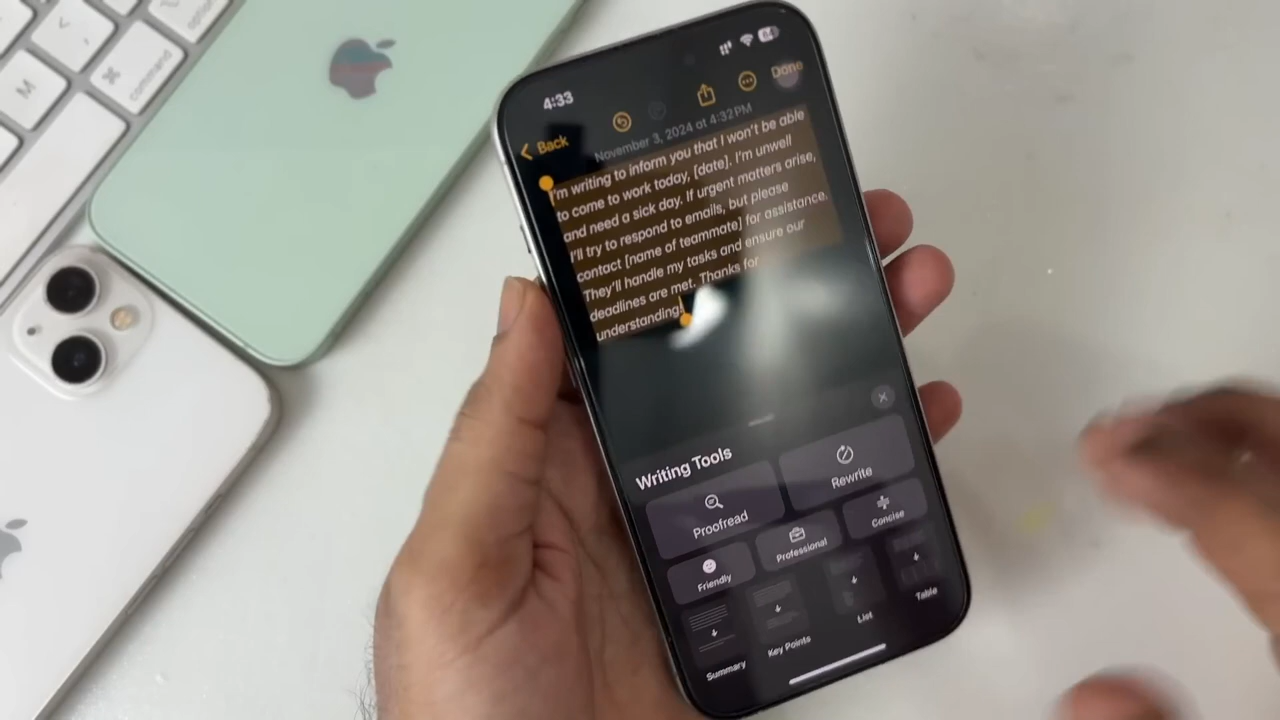 M
command
option
4:33
Back
Done
November 3, 2024 at 4:32 PM
I'm writing to inform you that I won't be able
to come to work today, [date]. I'm unwell
and need a sick day. If urgent matters arise,
I'll try to respond to emails, but please
contact [name of teammate] for assistance.
They'll handle my tasks and ensure our
deadlines are met. Thanks for
understanding!
Writing Tools
Proofread
Rewrite
Friendly
Professional
Concise
Summary
Key Points
List
Table